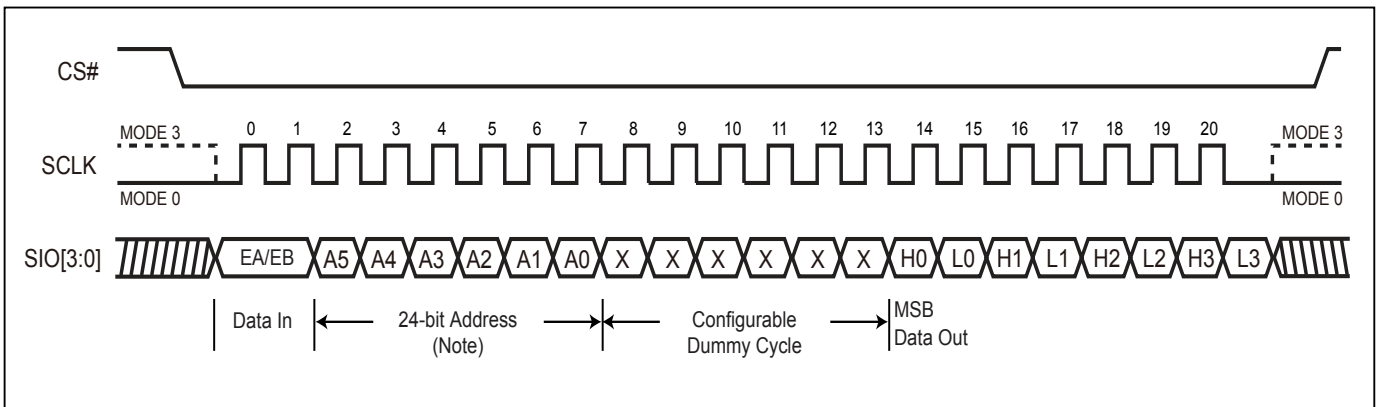 CS#
MODE 3 0 1 2 3 4 5 6 7 8 9 10 11 12 13 14 15 16 17 18 19 20 MODE 3
SCLK
MODE 0 MODE 0
SIO[3:0] EA/EB A5 A4 A3 A2 A1 A0 X X X X X X H0 L0 H1 L1 H2 L2 H3 L3
Data In 24-bit Address (Note) Configurable Dummy Cycle MSB Data Out